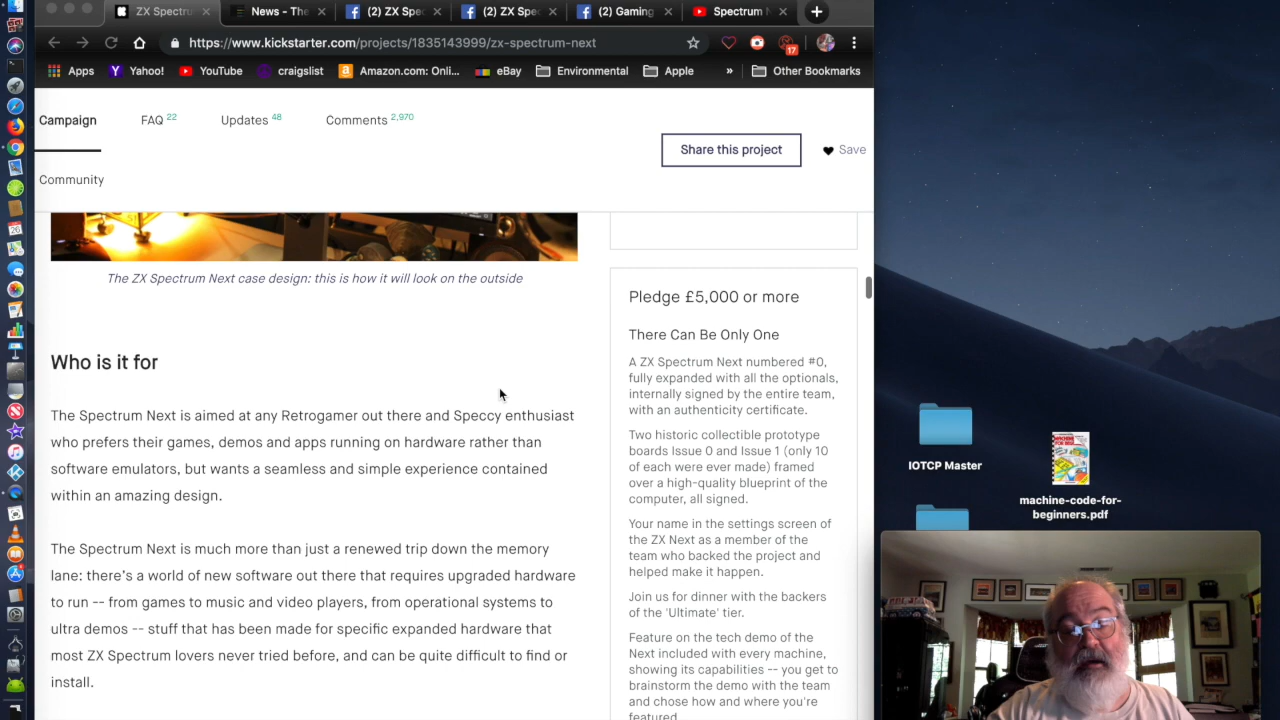 ZX Spectru
News - The
(2) ZX Spe
(2) ZX Spe
(2) Gaming
Spectrum N
https://www.kickstarter.com/projects/1835143999/zx-spectrum-next
17
Apps
Yahoo!
YouTube
craigslist
Amazon.com: Onli...
eBay
Environmental
Apple
»
Other Bookmarks
Campaign
FAQ 22
Updates 48
Comments 2,970
Community
Share this project
Save
The ZX Spectrum Next case design: this is how it will look on the outside
Who is it for
The Spectrum Next is aimed at any Retrogamer out there and Speccy enthusiast
who prefers their games, demos and apps running on hardware rather than
software emulators, but wants a seamless and simple experience contained
within an amazing design.
The Spectrum Next is much more than just a renewed trip down the memory
lane: there's a world of new software out there that requires upgraded hardware
to run -- from games to music and video players, from operational systems to
ultra demos -- stuff that has been made for specific expanded hardware that
most ZX Spectrum lovers never tried before, and can be quite difficult to find or
install.
Pledge £5,000 or more
There Can Be Only One
A ZX Spectrum Next numbered #0,
fully expanded with all the optionals,
internally signed by the entire team,
with an authenticity certificate.
Two historic collectible prototype
boards Issue 0 and Issue 1 (only 10
of each were ever made) framed
over a high-quality blueprint of the
computer, all signed.
Your name in the settings screen of
the ZX Next as a member of the
team who backed the project and
helped make it happen.
Join us for dinner with the backers
of the 'Ultimate' tier.
Feature on the tech demo of the
Next included with every machine,
showing its capabilities -- you get to
brainstorm the demo with the team
and chose how and where you're
featured
IOTCP Master
machine-code-for-
beginners.pdf